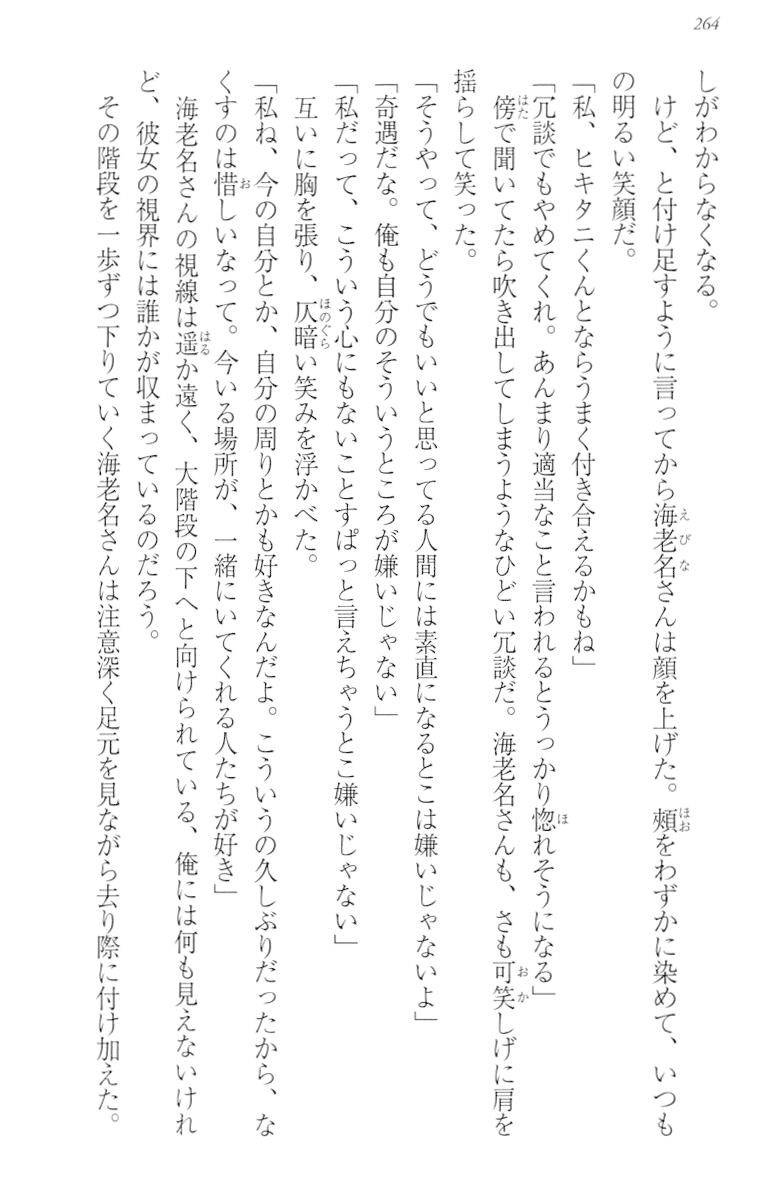 264
しがわからなくなる。
けど、と付け足すように言ってから海老名さんは顔を上げた。頰をわずかに染めて、いつも
の明るい笑顔だ。
「私、ヒキタニくんとならうまく付き合えるかもね」
「冗談でもやめてくれ。あんまり適当なこと言われるとうっかり惚れそうになる」
傍で聞いてたら吹き出してしまうようなひどい冗談だ。海老名さんも、さも可笑しげに肩を
揺らして笑った。
「そうやって、どうでもいいと思ってる人間には素直になるとこは嫌いじゃないよ」
「奇遇だな。俺も自分のそういうところが嫌いじゃない」
「私だって、こういう心にもないことすぱっと言えちゃうとこ嫌いじゃない」
互いに胸を張り、仄暗い笑みを浮かべた。
「私ね、今の自分とか、自分の周りとかも好きなんだよ。こういうの久しぶりだったから、な
くすのは惜しいなって。今いる場所が、一緒にいてくれる人たちが好き」
海老名さんの視線は遥か遠く、大階段の下へと向けられている、俺には何も見えないけれ
ど、彼女の視界には誰かが収まっているのだろう。
その階段を一歩ずつ下りていく海老名さんは注意深く足元を見ながら去り際に付け加えた。